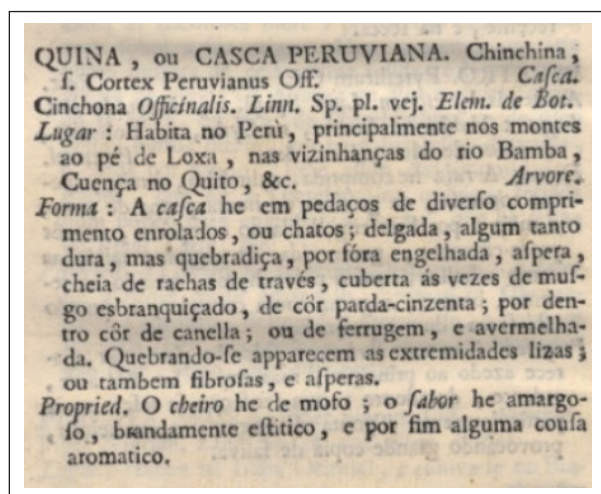 QUINA , ou CASCA PERUVIANA. Chinchina ,
ſ. Cortex Peruvianus Off. Caſca.
Cinchona Officinalis. Linn. Sp. pl. vej. Elem. de Bot.
Lugar : Habita no Perù , principalmente nos montes
ao pé de Loxa , nas vizinhanças do rio Bamba ,
Cuença no Quito , &c. Arvore.
Forma : A caſca he em pedaços de diverſo compri-
mento enrolados , ou chatos ; delgada , algum tanto
dura , mas quebradiça , por fóra engelhada , aſpera ,
cheia de rachas de través , cuberta ás vezes de muſ-
go esbranquiçado , de côr parda-cinzenta ; por den-
tro côr de canella ; ou de ferrugem , e avermelha-
da. Quebrando-ſe apparecem as extremidades lizas ;
ou tambem fibroſas , e aſperas.
Propried. O cheiro he de mofo ; o ſabor he amargo-
ſo , brandamente eſtitico , e por fim alguma couſa
aromatico.